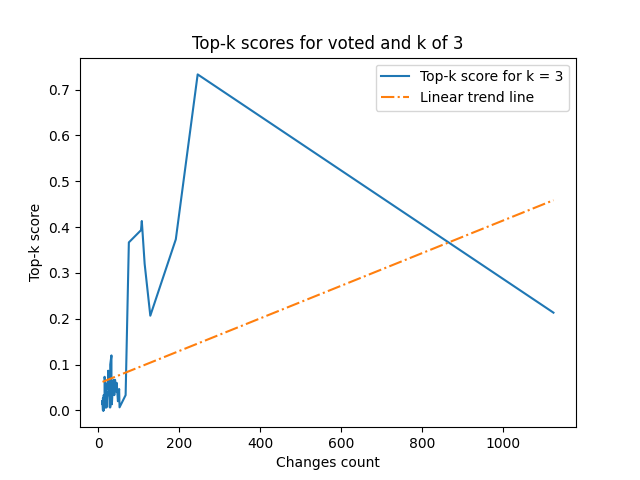 Top-k scores for voted and k of 3
Top-k score for k = 3
Linear trend line
0.7
0.6
0.5
0.4
0.3
0.2
0.1
0.0
Top-k score
0 200 400 600 800 1000
Changes count